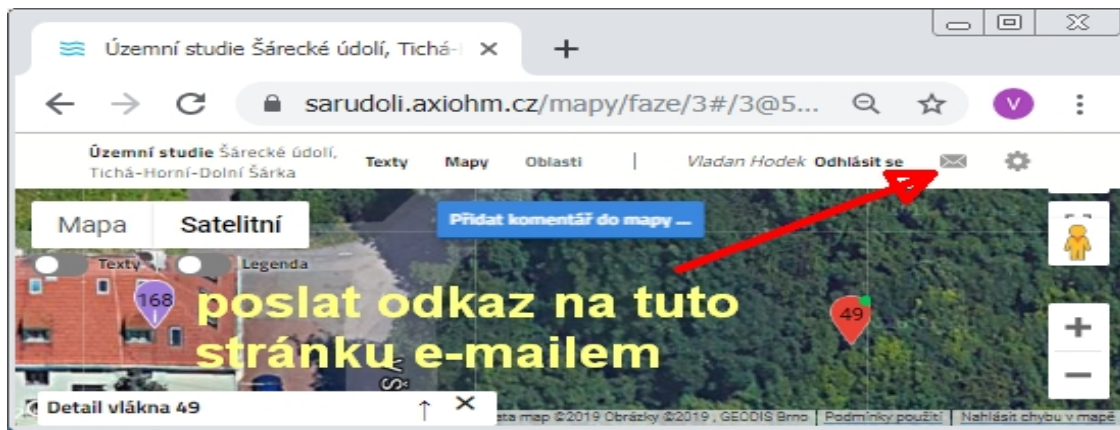 Územní studie Šárecké údolí, Tichá-
sarudoli.axiohm.cz/mapy/faze/3#/3@5...
V
Územní studie Šárecké údolí,
Tichá-Horní-Dolní Šárka
Texty Mapy Oblasti | Vladan Hodek Odhlásit se
Mapa Satelitní
Přidat komentář do mapy ...
Texty Legenda
168
49
poslat odkaz na tuto
stránku e-mailem
Detail vlákna 49
ata map ©2019 Obrázky ©2019 , GEODIS Brno | Podmínky použití | Nahlásit chybu v mapě